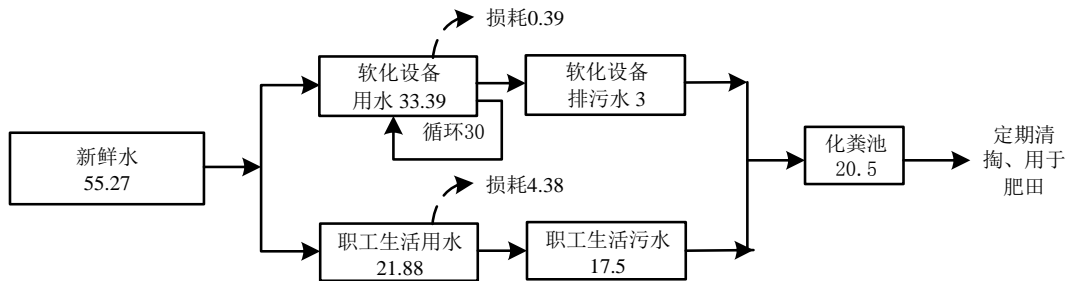 损耗0.39
软化设备
用水 33.39
软化设备
排污水 3
循环30
新鲜水
55.27
化粪池
20.5
定期清
掏、用于
肥田
损耗4.38
职工生活用水
21.88
职工生活污水
17.5